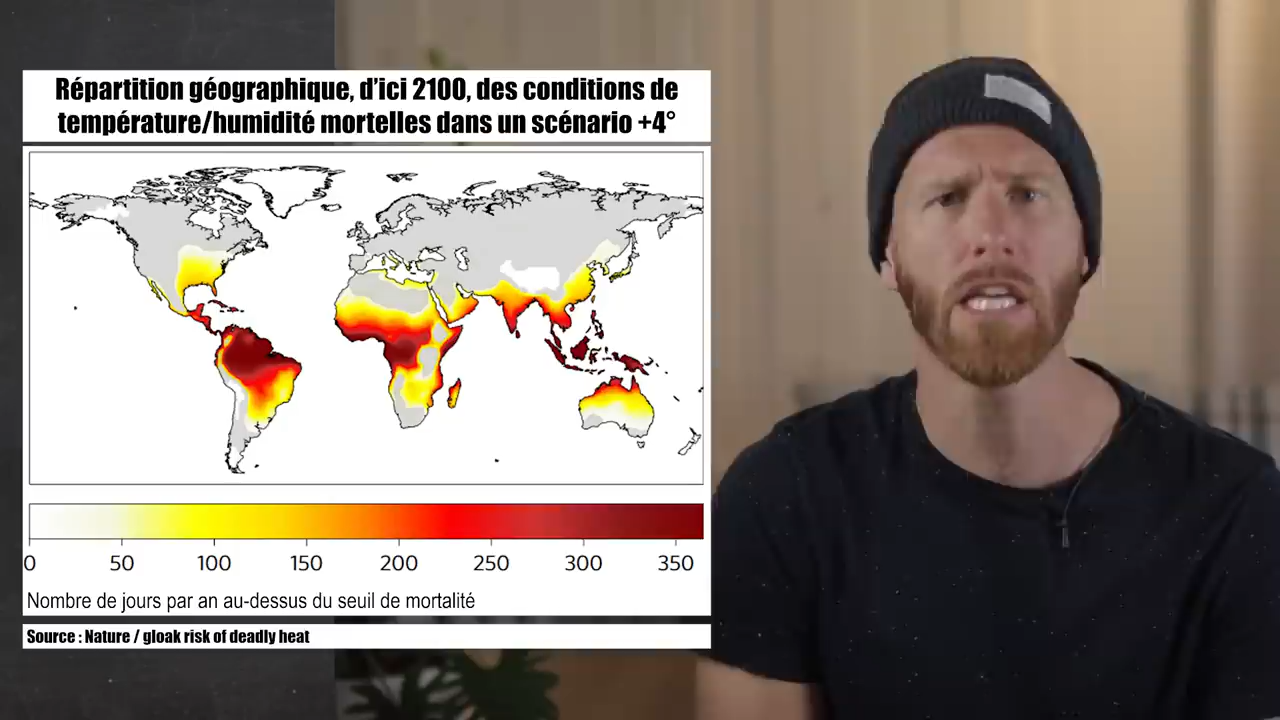 Répartition géographique, d'ici 2100, des conditions de
température/humidité mortelles dans un scénario +4°
0 50 100 150 200 250 300 350
Nombre de jours par an au-dessus du seuil de mortalité
Source : Nature / gloak risk of deadly heat